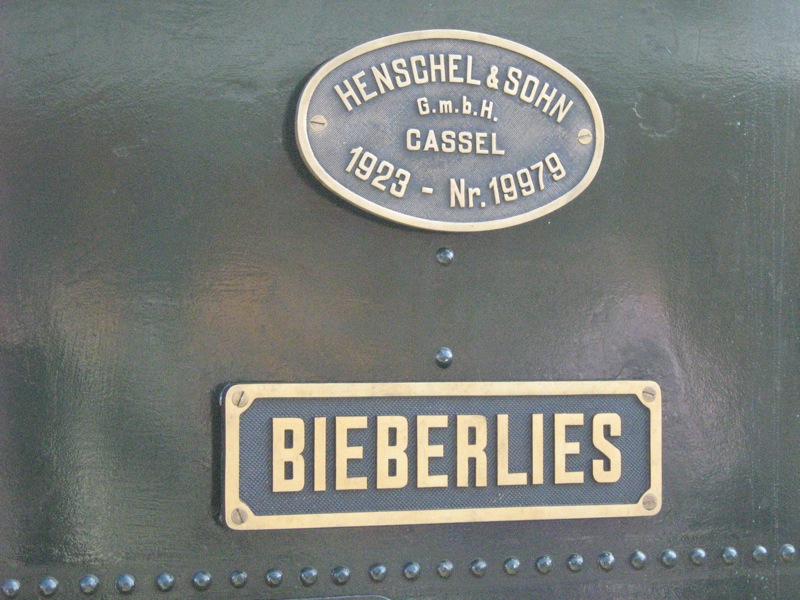 HENSCHEL & SOHN
G.m.b.H.
CASSEL
1923 - Nr. 19979
BIEBERLIES